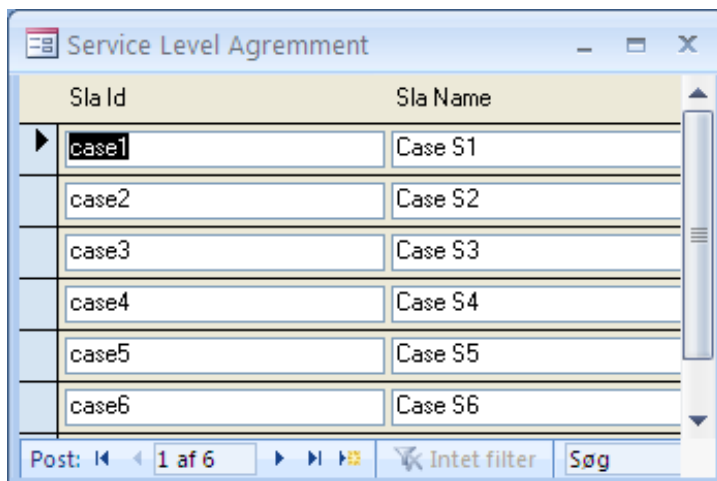 Service Level Agremment
Sla Id Sla Name
case1 Case S1
case2 Case S2
case3 Case S3
case4 Case S4
case5 Case S5
case6 Case S6
Post: 1 af 6 Intet filter Søg